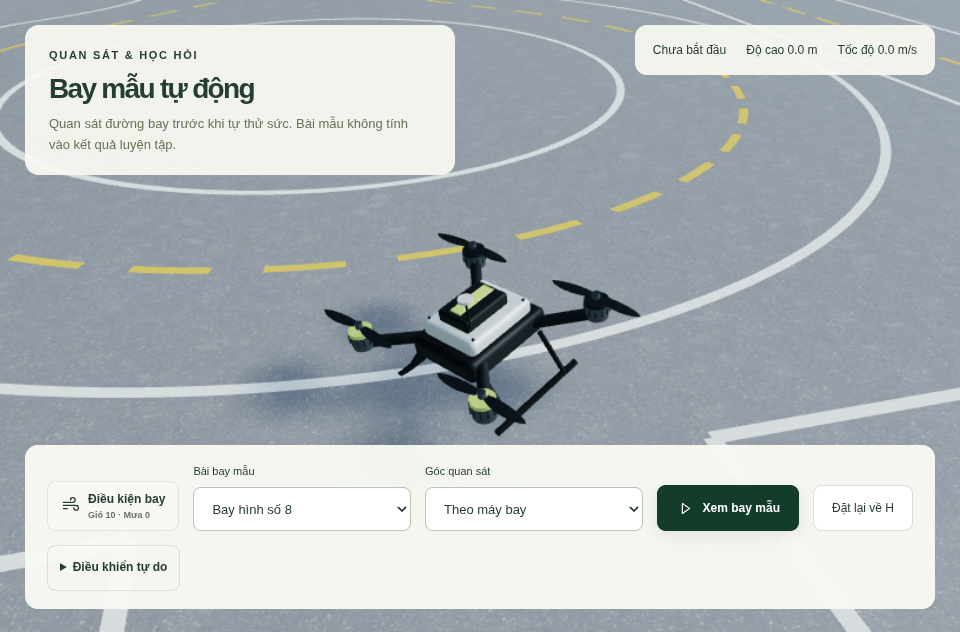 QUAN SÁT & HỌC HỎI
Bay mẫu tự động
Quan sát đường bay trước khi tự thử sức. Bài mẫu không tính
vào kết quả luyện tập.
Chưa bắt đầu Độ cao 0.0 m Tốc độ 0.0 m/s
Bài bay mẫu
Góc quan sát
Điều kiện bay
Gió 10 · Mưa 0
Bay hình số 8
Theo máy bay
Xem bay mẫu
Đặt lại về H
Điều khiển tự do